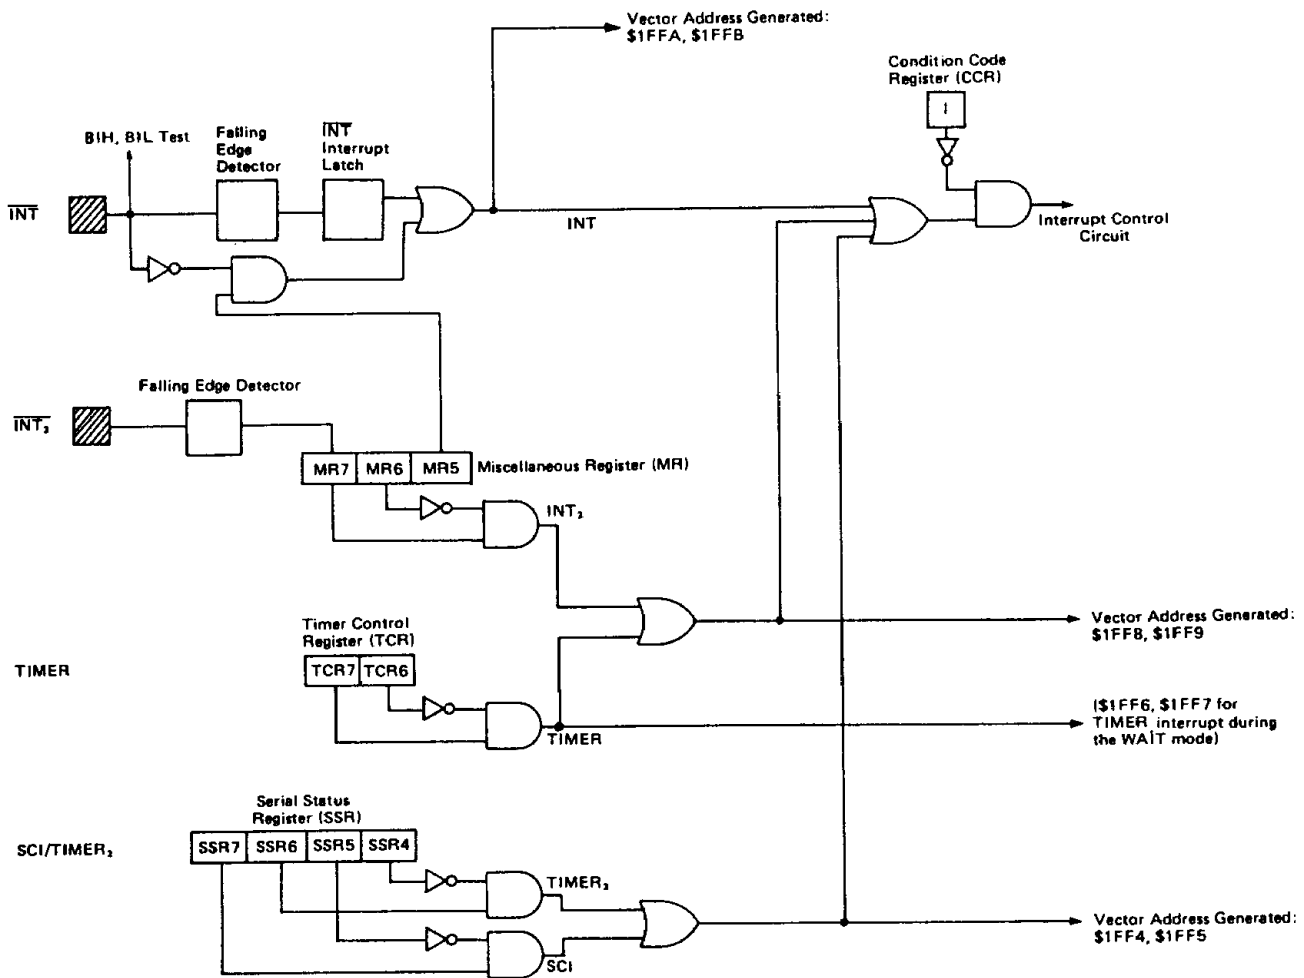 Vector Address Generated:
$1FFA, $1FFB
Condition Code
Register (CCR)
I
BIH, BIL Test
Falling
Edge
Detector
INT
Interrupt
Latch
INT
INT
Interrupt Control
Circuit
Falling Edge Detector
INT₂
MR7 MR6 MR5 Miscellaneous Register (MR)
INT₂
Timer Control
Register (TCR)
Vector Address Generated:
$1FF8, $1FF9
TIMER
TCR7 TCR6
TIMER
($1FF6, $1FF7 for
TIMER interrupt during
the WAIT mode)
Serial Status
Register (SSR)
SCI/TIMER₂
SSR7 SSR6 SSR5 SSR4
TIMER₂
SCI
Vector Address Generated:
$1FF4, $1FF5